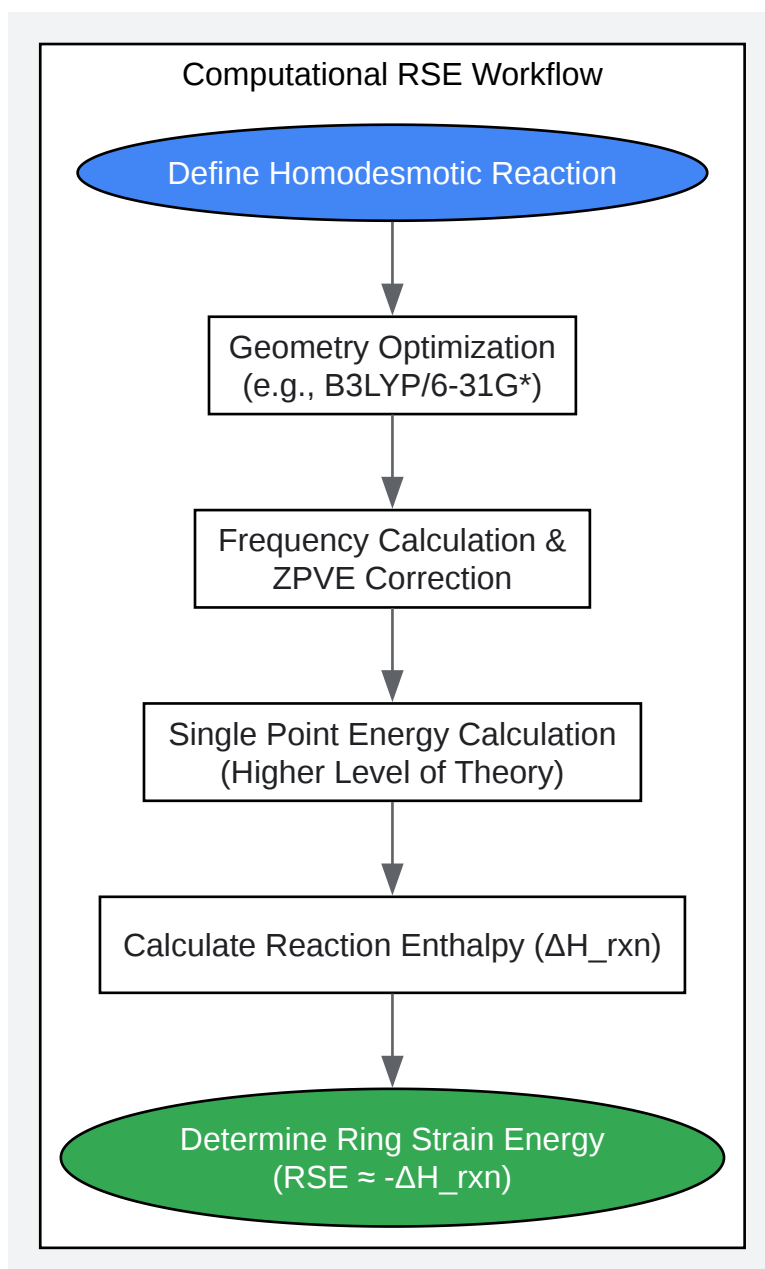 Computational RSE Workflow
Define Homodesmotic Reaction
Geometry Optimization
(e.g., B3LYP/6-31G*)
Frequency Calculation &
ZPVE Correction
Single Point Energy Calculation
(Higher Level of Theory)
Calculate Reaction Enthalpy (ΔH_rxn)
Determine Ring Strain Energy
(RSE ≈ -ΔH_rxn)